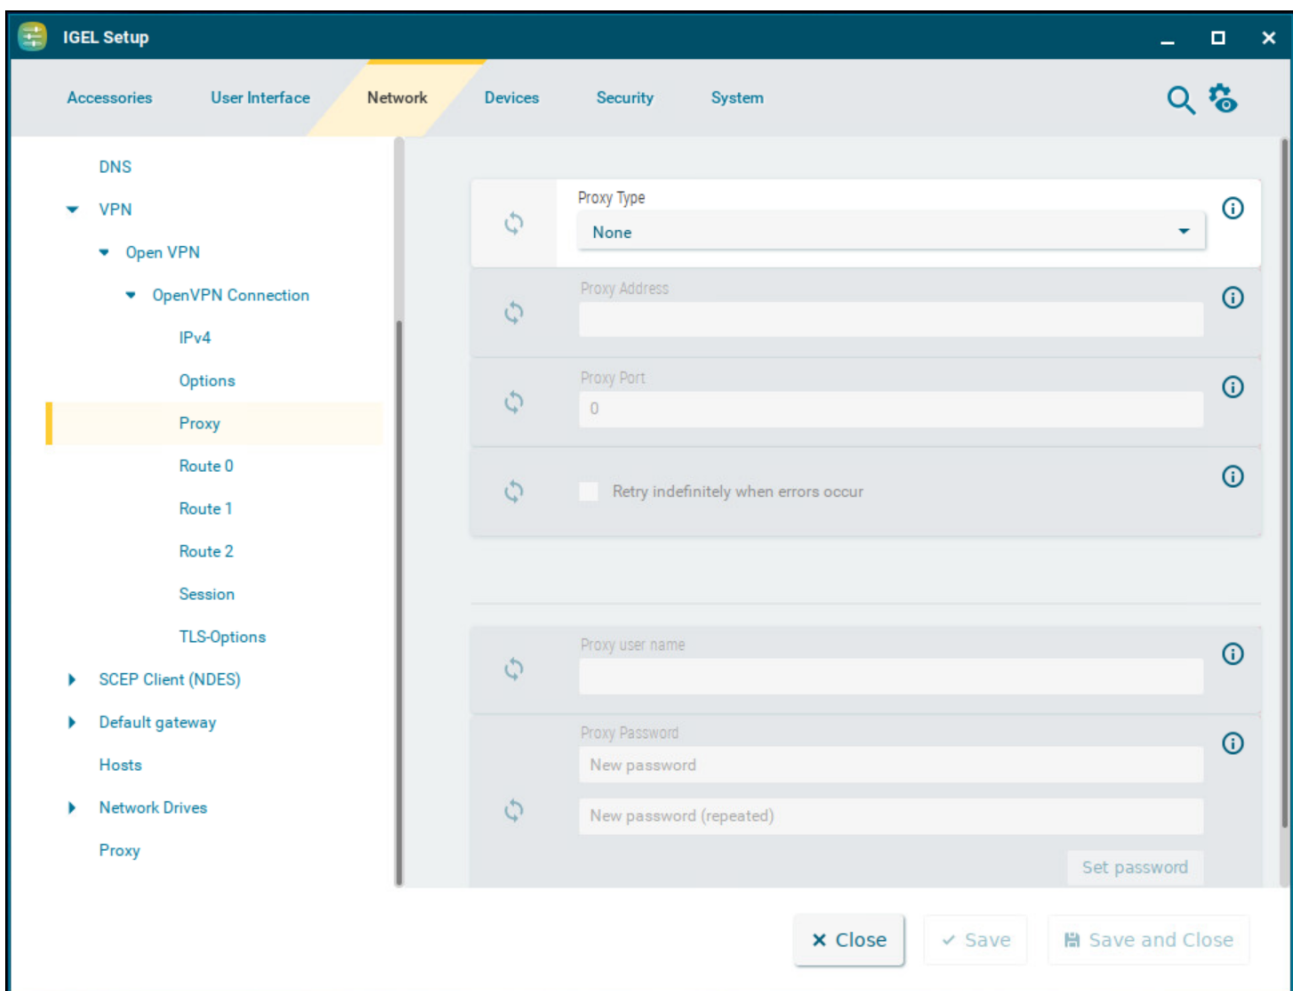 IGEL Setup
Accessories
User Interface
Network
Devices
Security
System
DNS
VPN
Open VPN
OpenVPN Connection
IPv4
Options
Proxy
Route 0
Route 1
Route 2
Session
TLS-Options
SCEP Client (NDES)
Default gateway
Hosts
Network Drives
Proxy
Proxy Type
None
Proxy Address
Proxy Port
0
Retry indefinitely when errors occur
Proxy user name
Proxy Password
New password
New password (repeated)
Set password
Close
Save
Save and Close